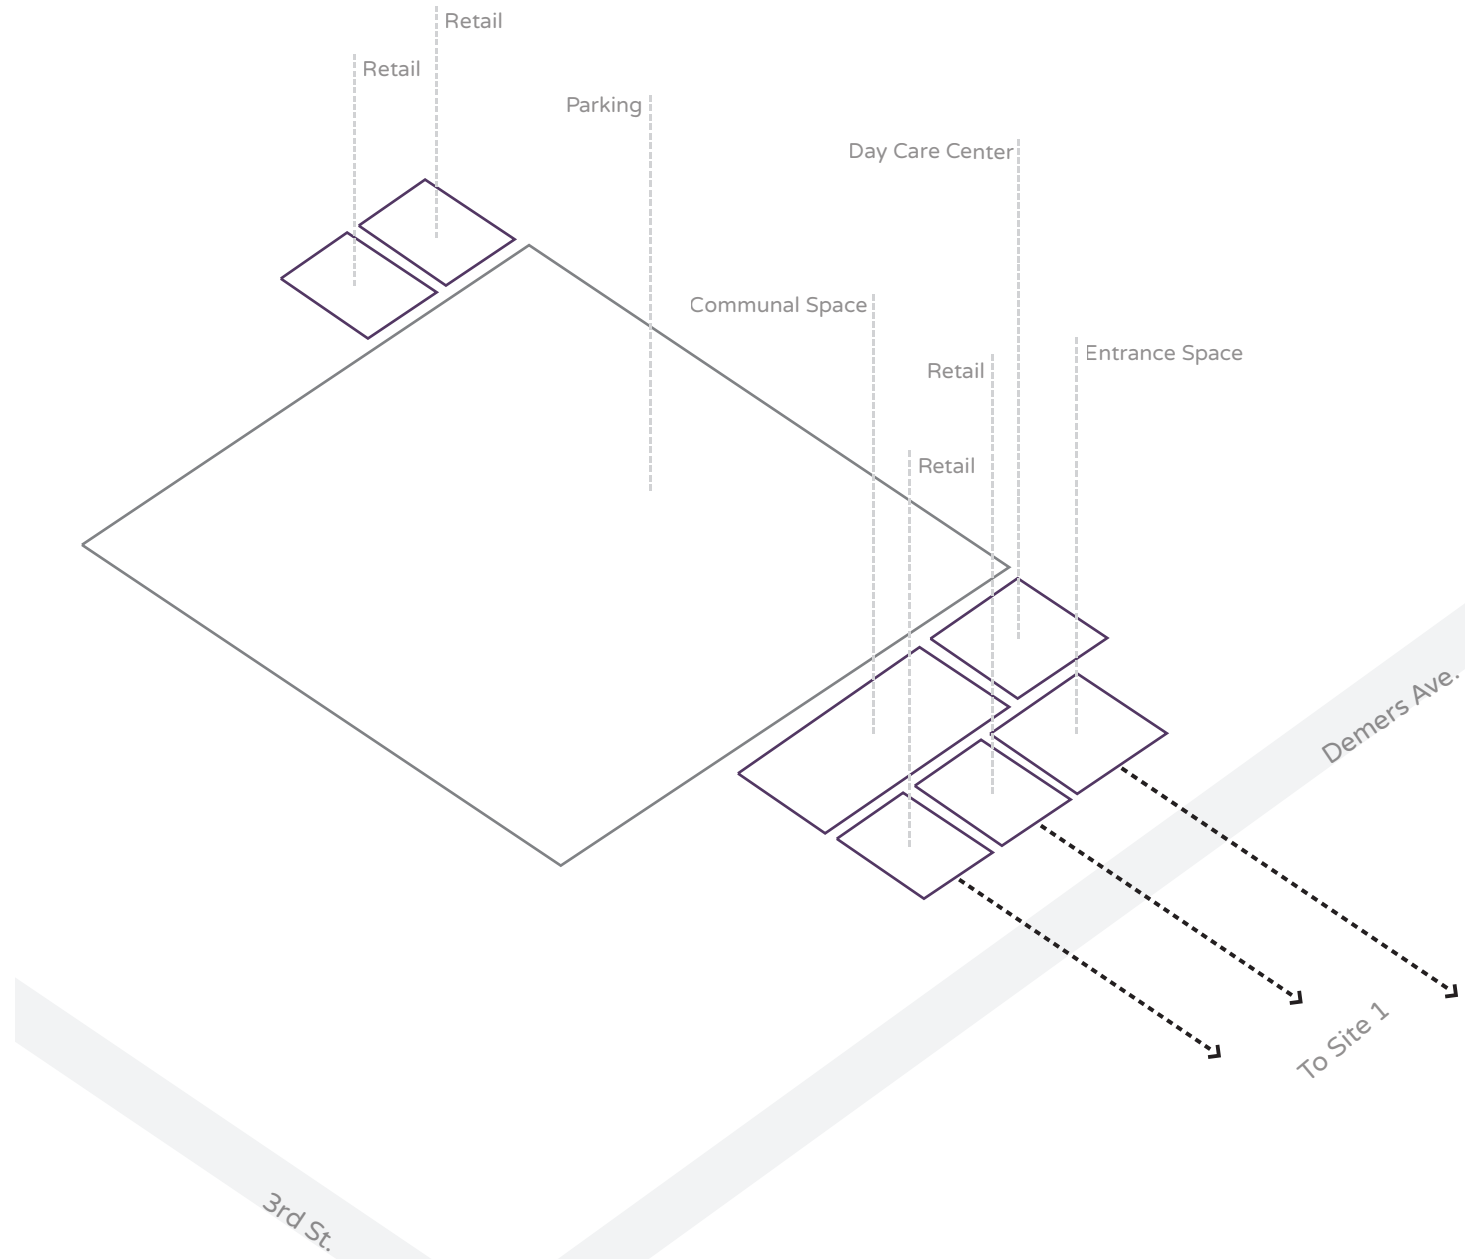 Retail
Retail
Parking
Day Care Center
Communal Space
Entrance Space
Retail
Retail
Demers Ave.
To Site 1
3rd St.